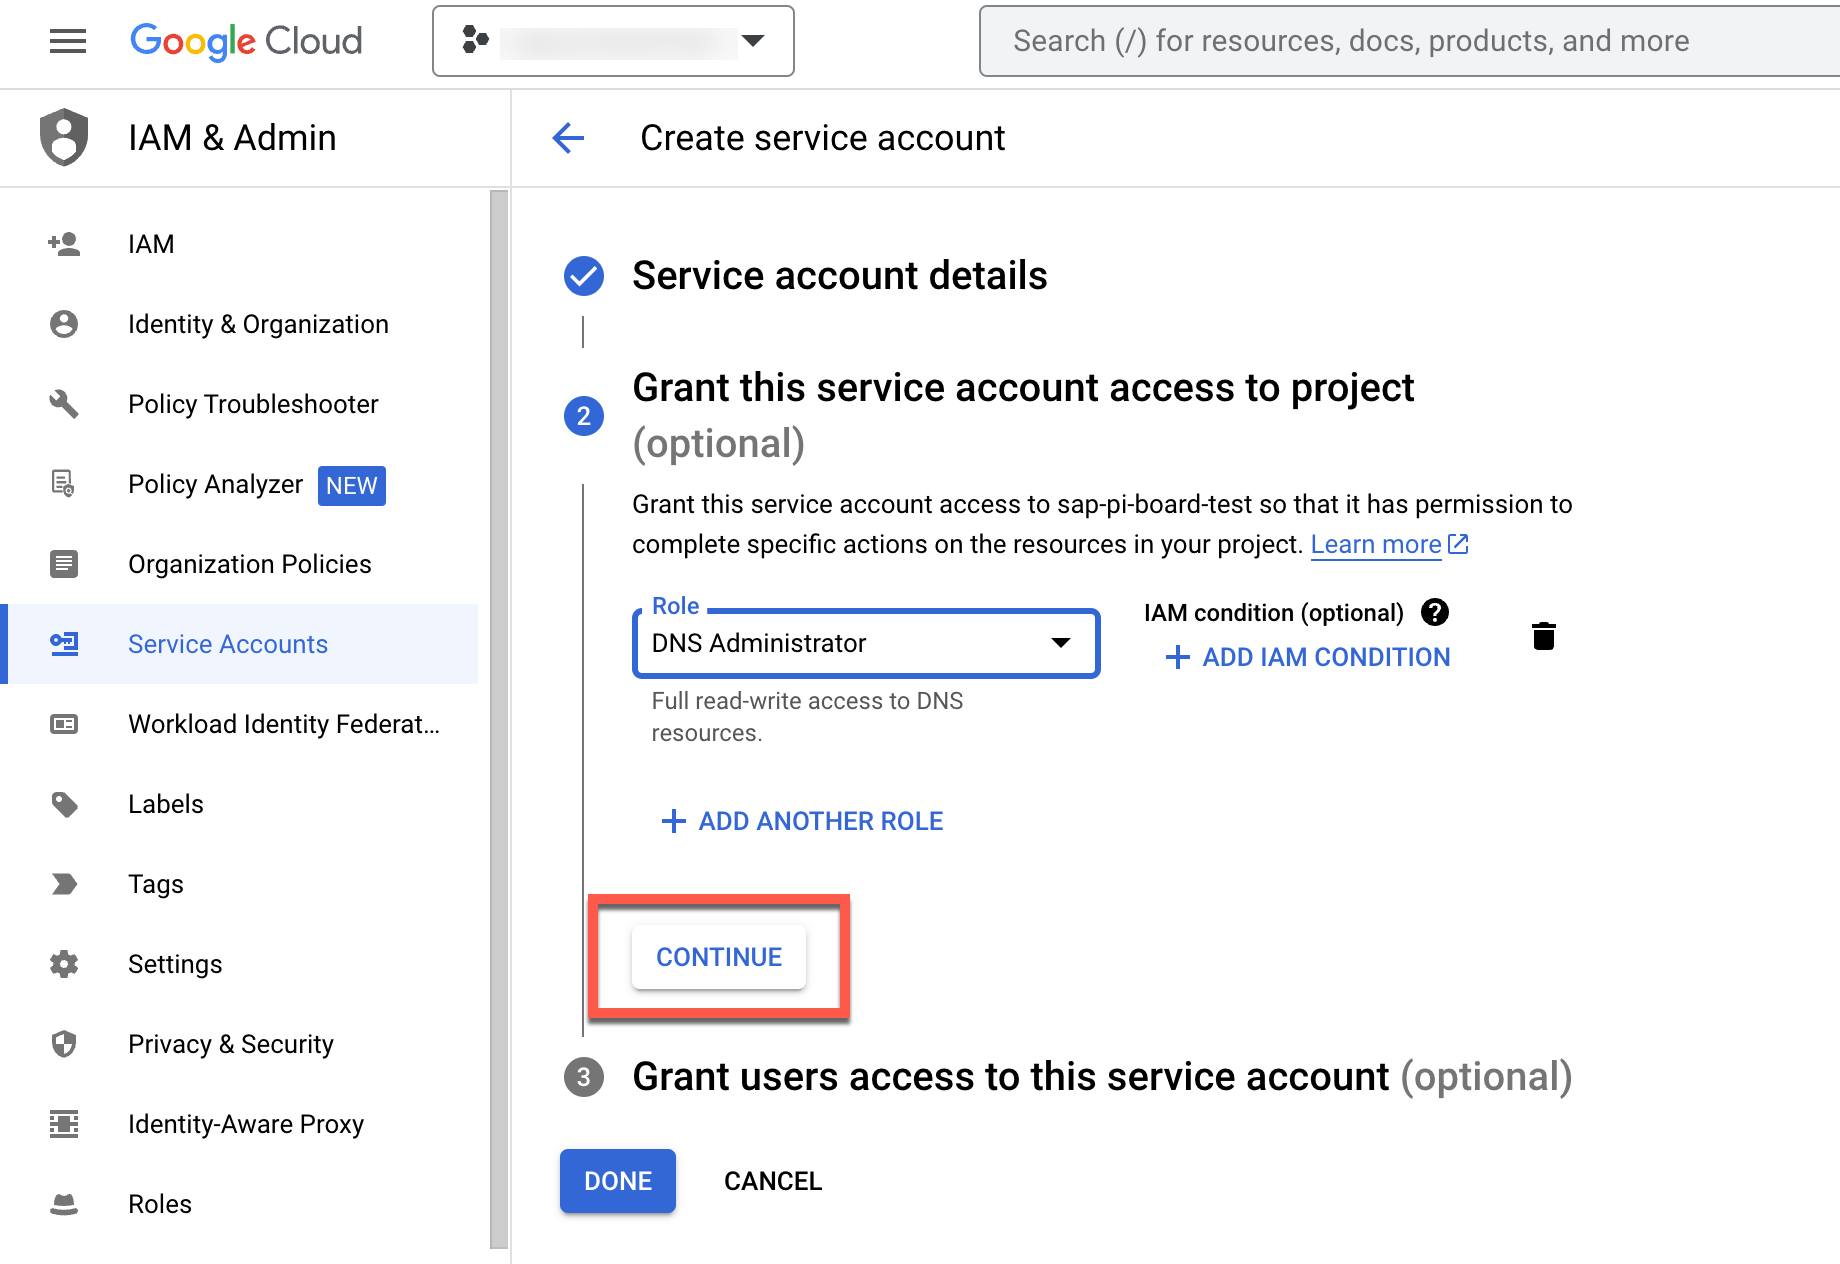 Google Cloud
Search (/) for resources, docs, products, and more
IAM & Admin
Create service account
IAM
Identity & Organization
Policy Troubleshooter
Policy Analyzer NEW
Organization Policies
Service Accounts
Workload Identity Federat...
Labels
Tags
Settings
Privacy & Security
Identity-Aware Proxy
Roles
Service account details
2
Grant this service account access to project
(optional)
Grant this service account access to sap-pi-board-test so that it has permission to
complete specific actions on the resources in your project. Learn more
Role
DNS Administrator
Full read-write access to DNS
resources.
IAM condition (optional) ?
+ ADD IAM CONDITION
+ ADD ANOTHER ROLE
CONTINUE
3 Grant users access to this service account (optional)
DONE CANCEL